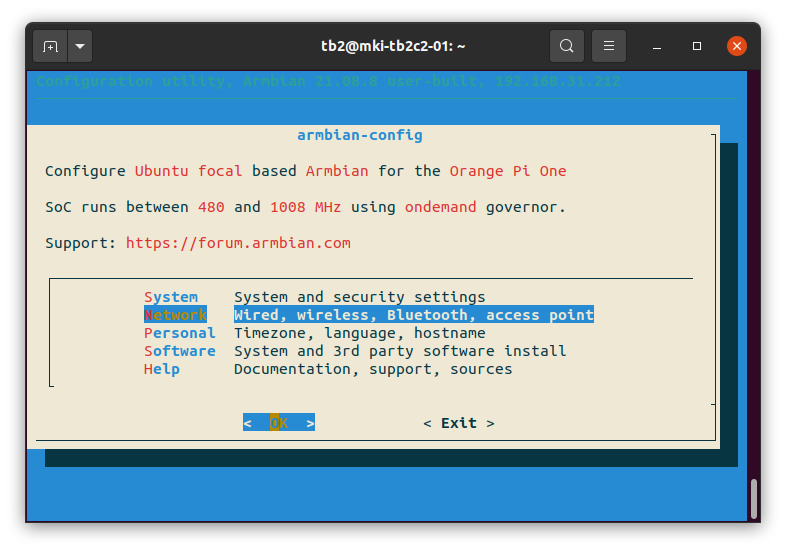 tb2@mki-tb2c2-01: ~
Configuration utility, Armbian 21.08.8 user-built, 192.168.31.212
armbian-config
Configure Ubuntu focal based Armbian for the Orange Pi One
SoC runs between 480 and 1008 MHz using ondemand governor.
Support: https://forum.armbian.com
System System and security settings
Network Wired, wireless, Bluetooth, access point
Personal Timezone, language, hostname
Software System and 3rd party software install
Help Documentation, support, sources
< OK > < Exit >